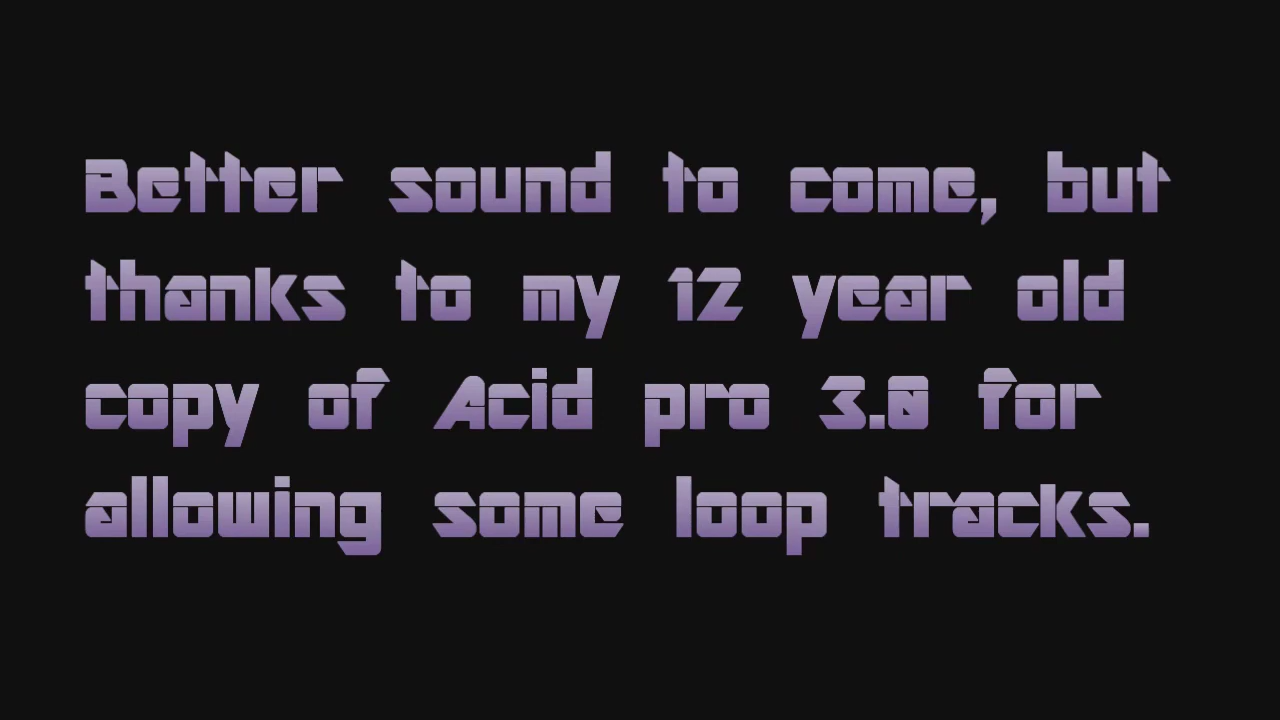 Better sound to come, but
thanks to my 12 year old
copy of Acid pro 3.0 for
allowing some loop tracks.